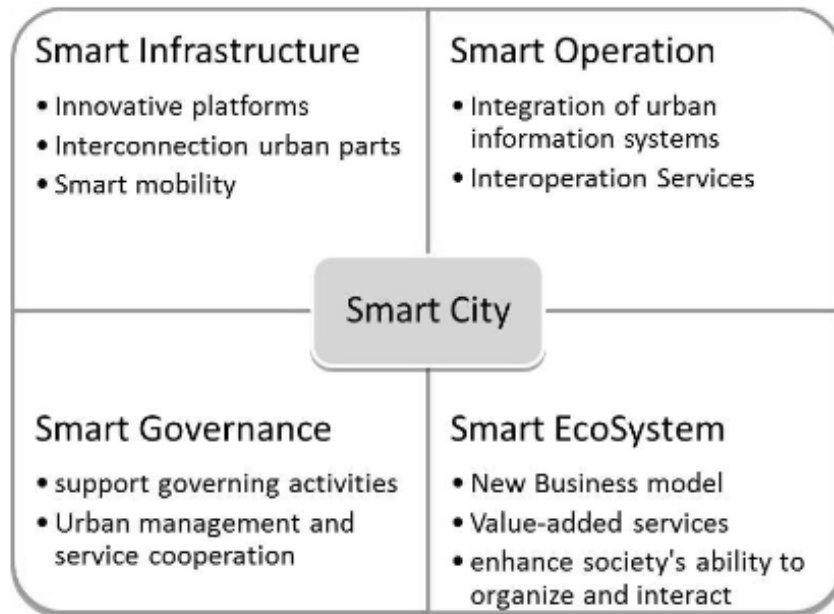 Smart Infrastructure
• Innovative platforms
• Interconnection urban parts
• Smart mobility
Smart Operation
• Integration of urban
information systems
• Interoperation Services
Smart City
Smart Governance
• support governing activities
• Urban management and
service cooperation
Smart EcoSystem
• New Business model
• Value-added services
• enhance society's ability to
organize and interact